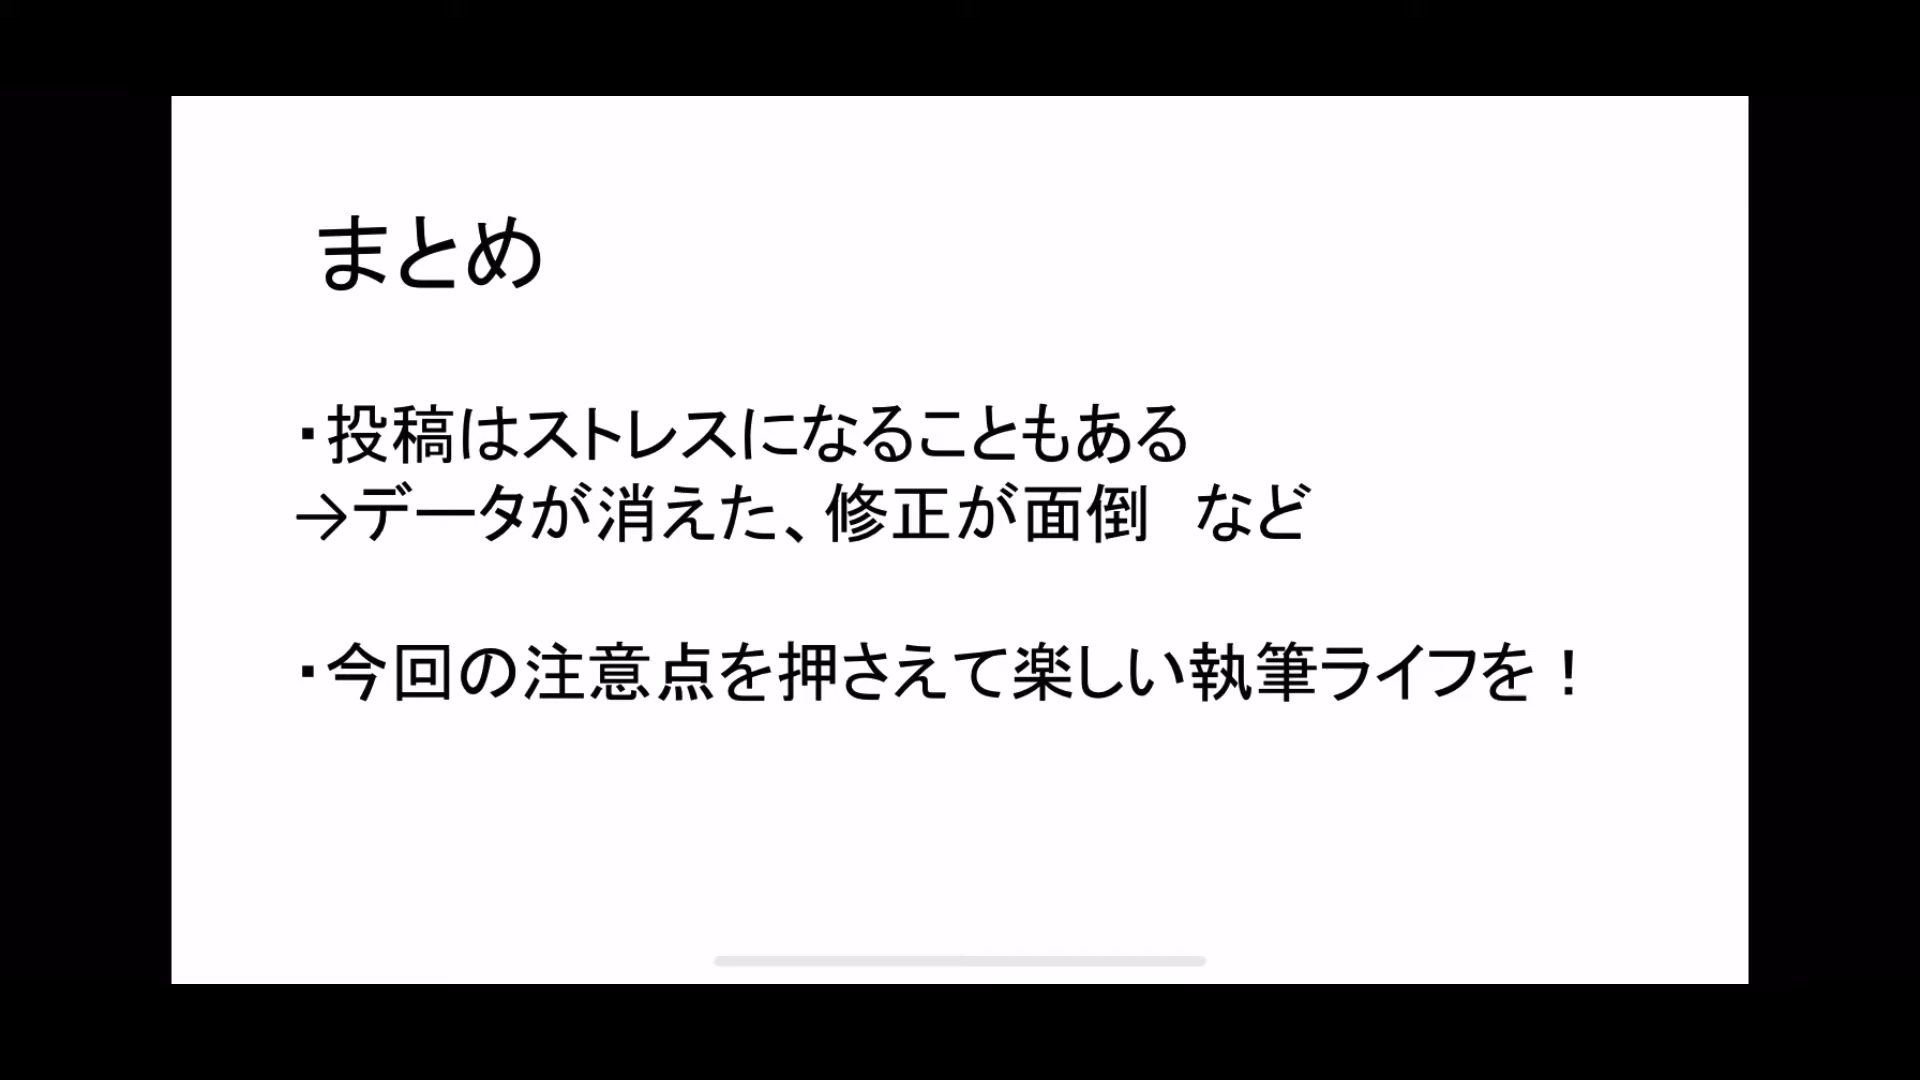 まとめ
・投稿はストレスになることもある
→データが消えた、修正が面倒　など
・今回の注意点を押さえて楽しい執筆ライフを！